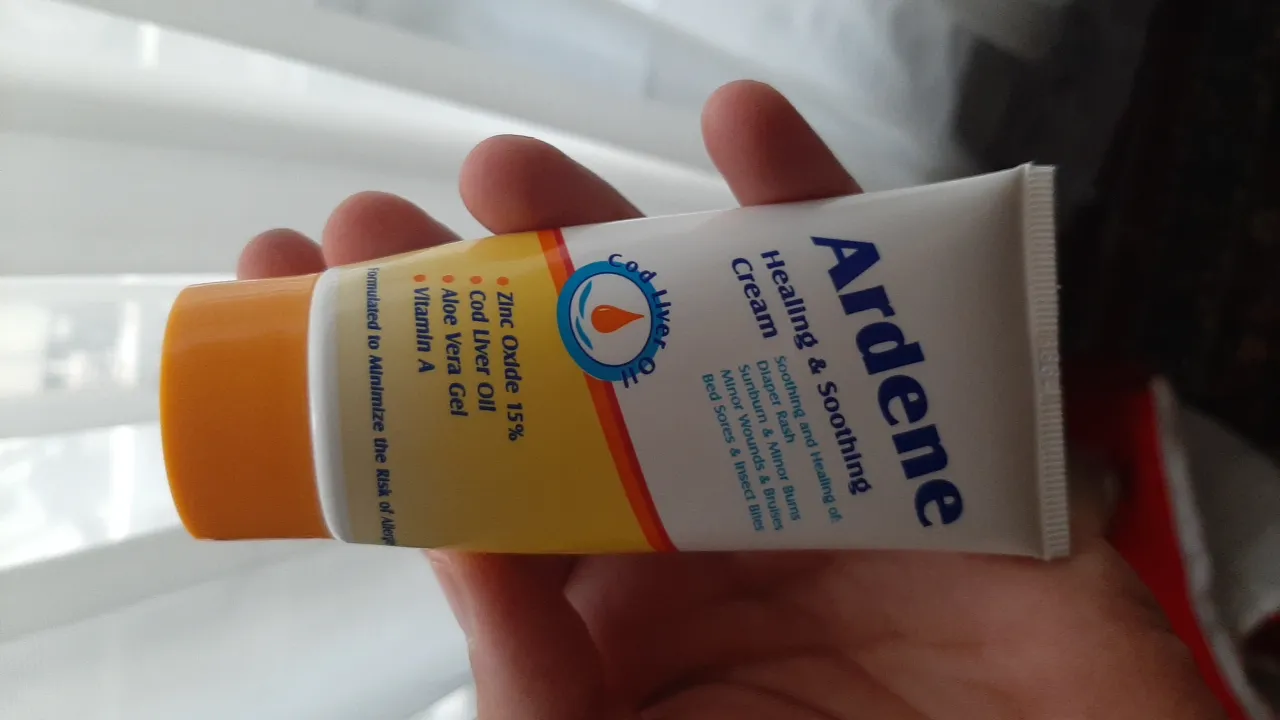 Ardene
Healing & Soothing
Cream
Soothing and Healing of:
Diaper Rash
Sunburn & Minor Burns
Minor Wounds & Bruises
Bed Sores & Insect Bites
Cod Liver Oil
Zinc Oxide 15%
Cod Liver Oil
Aloe Vera Gel
Vitamin A
Formulated to Minimize the Risk of